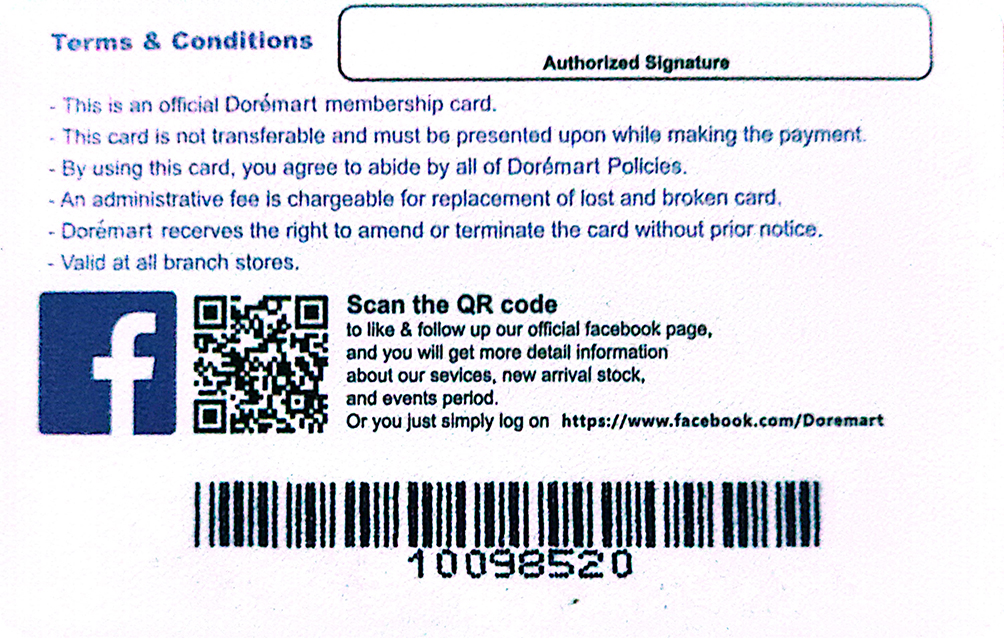 Terms & Conditions
Authorized Signature
- This is an official Dorémart membership card.
- This card is not transferable and must be presented upon while making the payment.
- By using this card, you agree to abide by all of Dorémart Policies.
- An administrative fee is chargeable for replacement of lost and broken card.
- Dorémart recerves the right to amend or terminate the card without prior notice.
- Valid at all branch stores.
f
Scan the QR code
to like & follow up our official facebook page,
and you will get more detail information
about our sevices, new arrival stock,
and events period.
Or you just simply log on https://www.facebook.com/Doremart
10098520